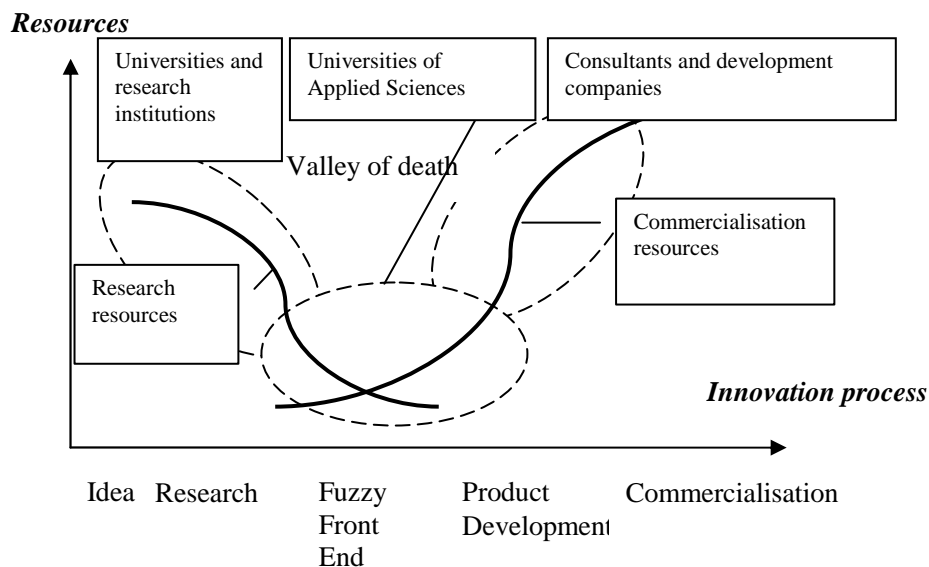 Resources
Universities and
research
institutions
Universities of
Applied Sciences
Consultants and development
companies
Valley of death
Commercialisation
resources
Research
resources
Innovation process
Idea
Research
Fuzzy
Front
End
Product
Development
Commercialisation